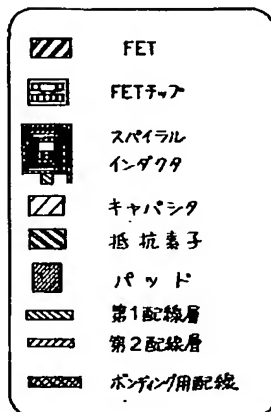 FET
FETチップ
スパイラル
インダクタ
キャパシタ
抵抗素子
パッド
第1配線層
第2配線層
ボンディング用配線